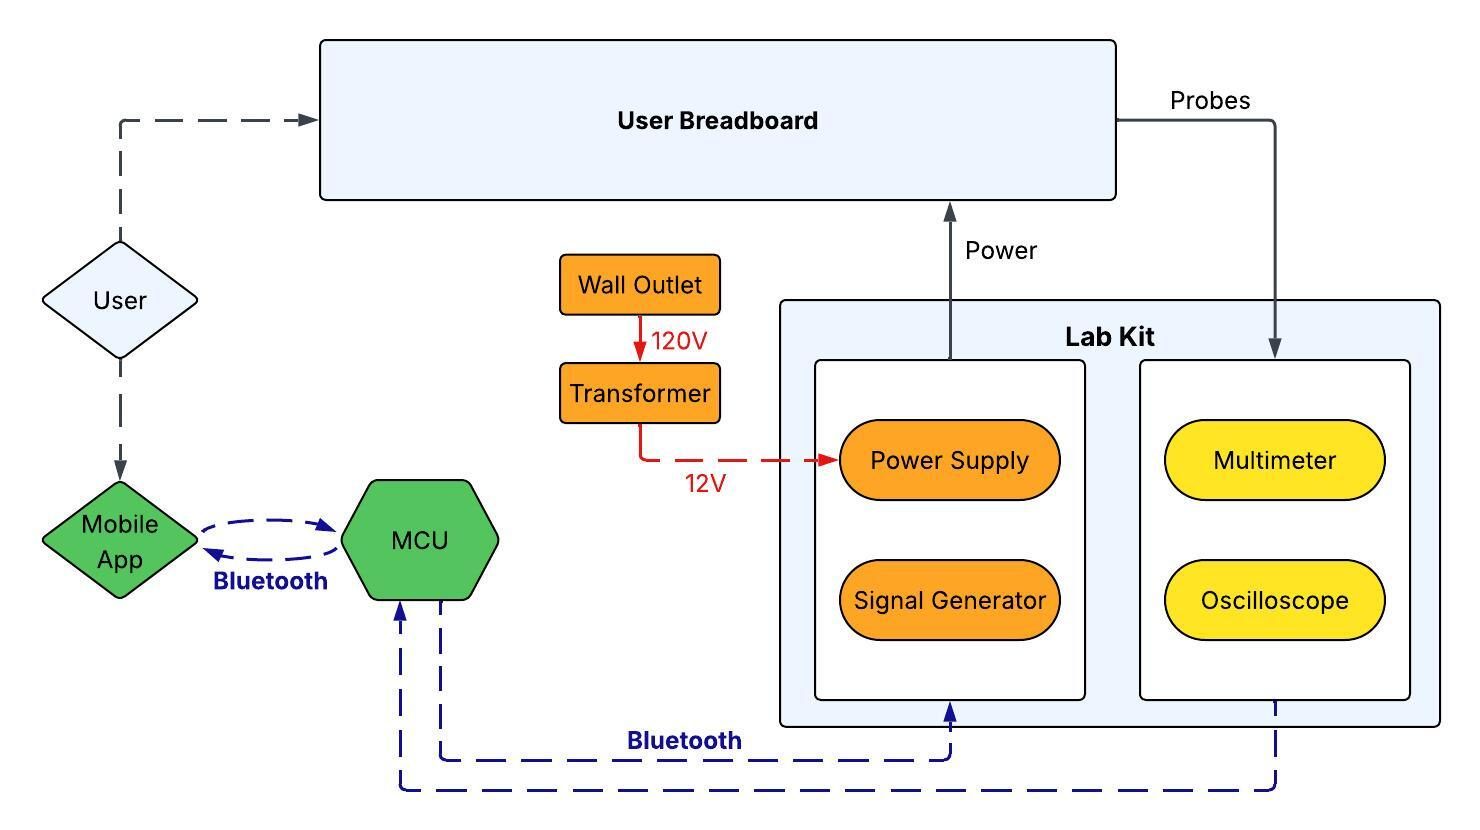 User Breadboard
Probes
User
Power
Wall Outlet
120V
Transformer
Lab Kit
Power Supply
Multimeter
12V
Mobile
App
MCU
Bluetooth
Signal Generator
Oscilloscope
Bluetooth